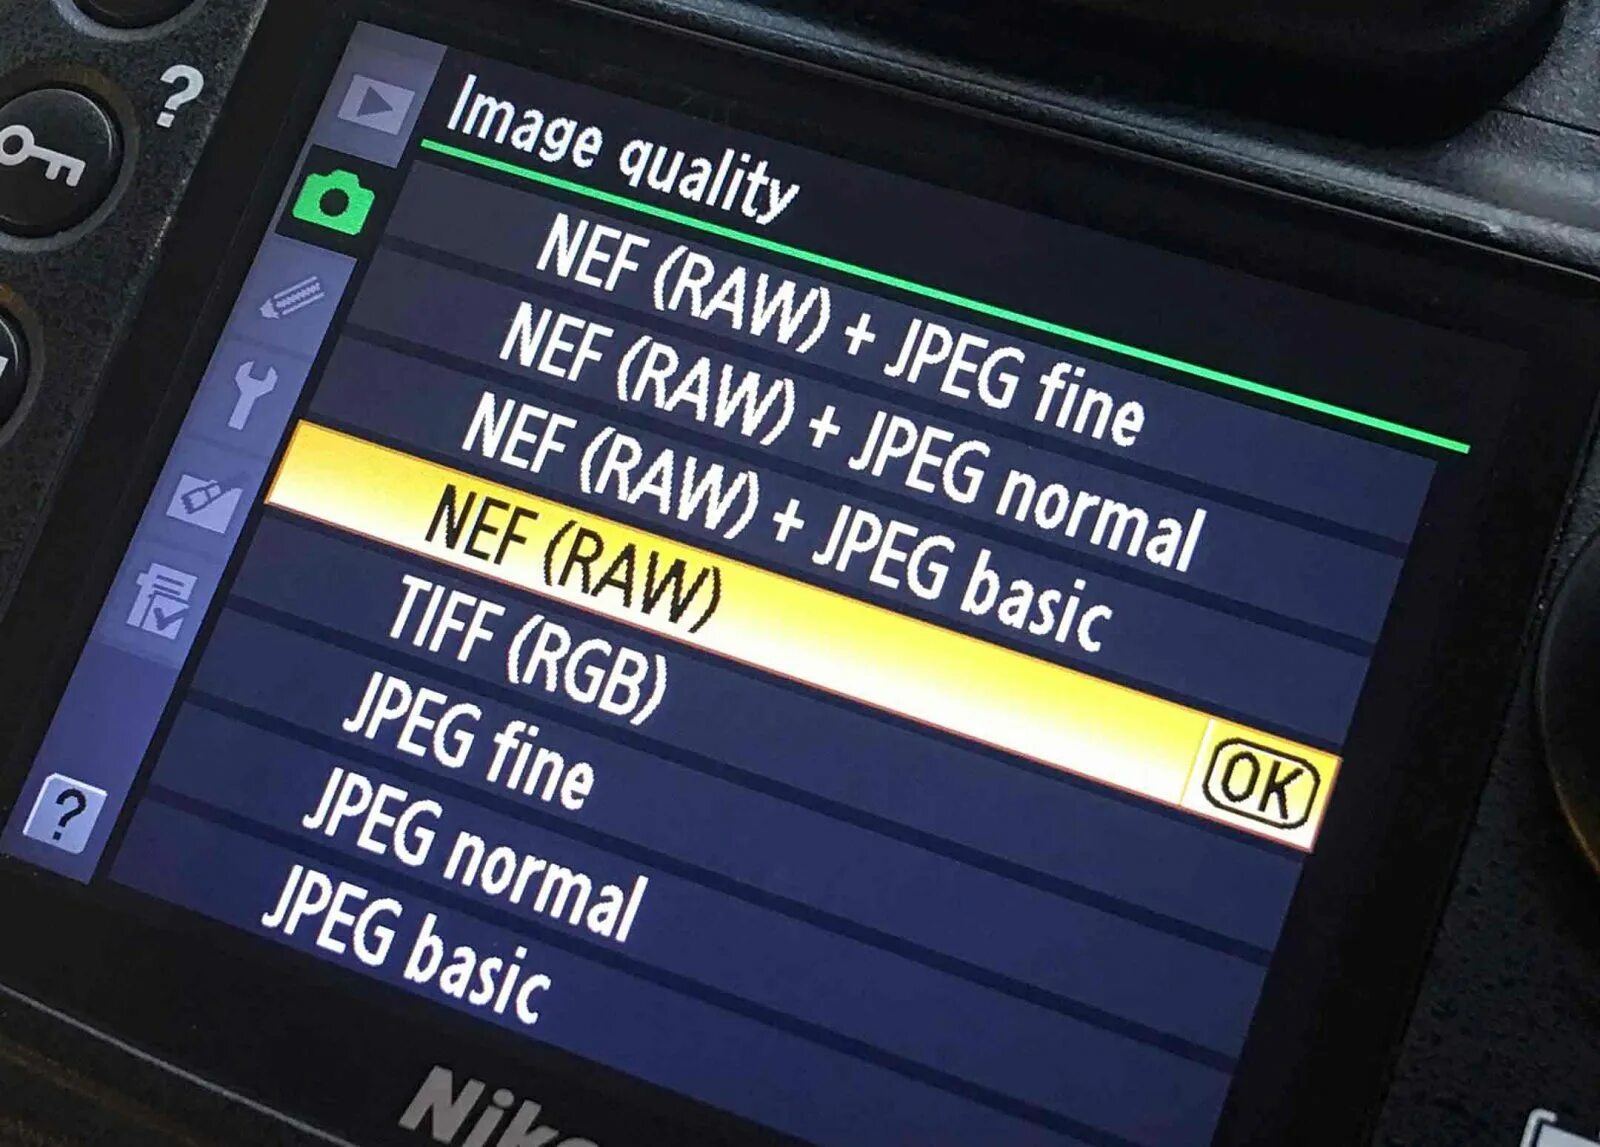 ?
Image quality
NEF (RAW) + JPEG fine
NEF (RAW) + JPEG normal
NEF (RAW) + JPEG basic
NEF (RAW)
OK
TIFF (RGB)
JPEG fine
JPEG normal
JPEG basic
?